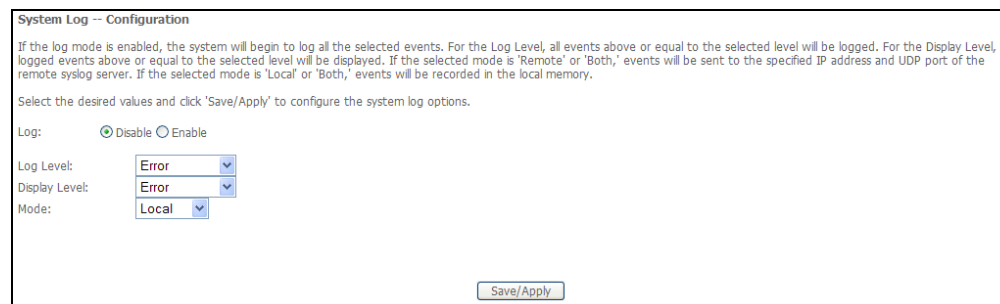 System Log -- Configuration
If the log mode is enabled, the system will begin to log all the selected events. For the Log Level, all events above or equal to the selected level will be logged. For the Display Level,
logged events above or equal to the selected level will be displayed. If the selected mode is 'Remote' or 'Both,' events will be sent to the specified IP address and UDP port of the
remote syslog server. If the selected mode is 'Local' or 'Both,' events will be recorded in the local memory.
Select the desired values and click 'Save/Apply' to configure the system log options.
Log: Disable Enable
Log Level: Error
Display Level: Error
Mode: Local
Save/Apply